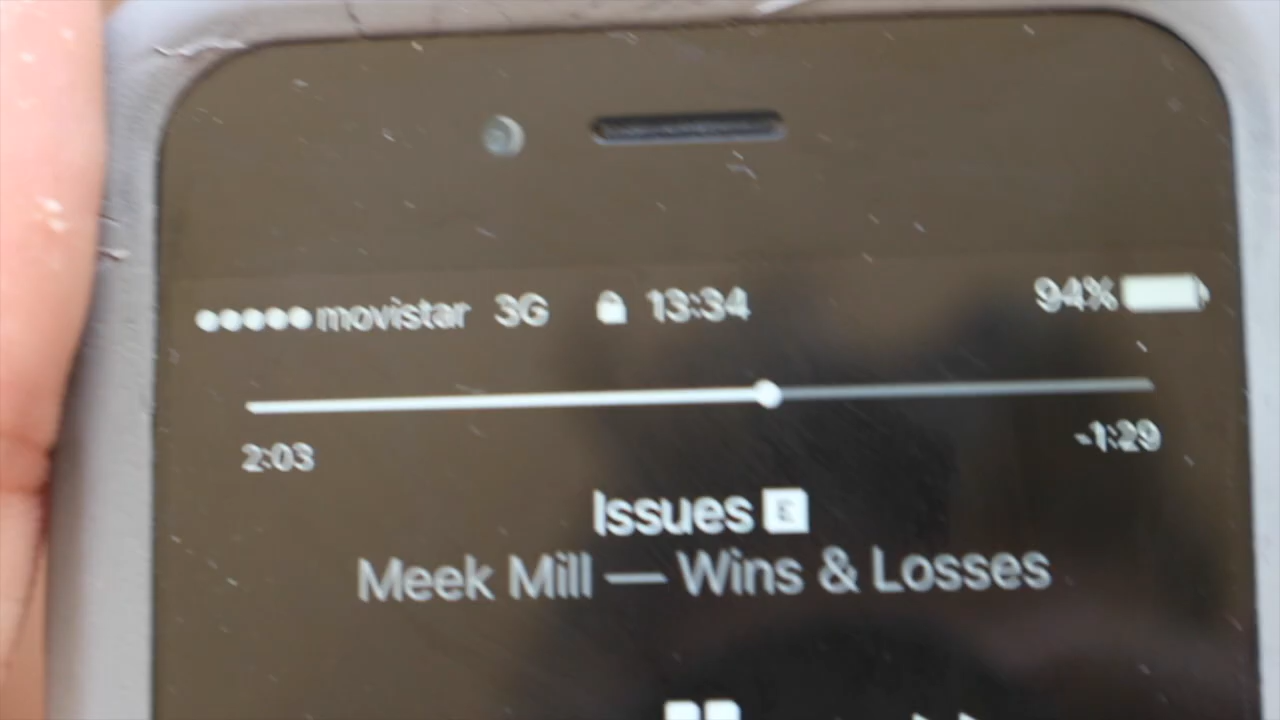 movistar 3G 13:34 94%
2:03 -1:29
Issues E
Meek Mill — Wins & Losses